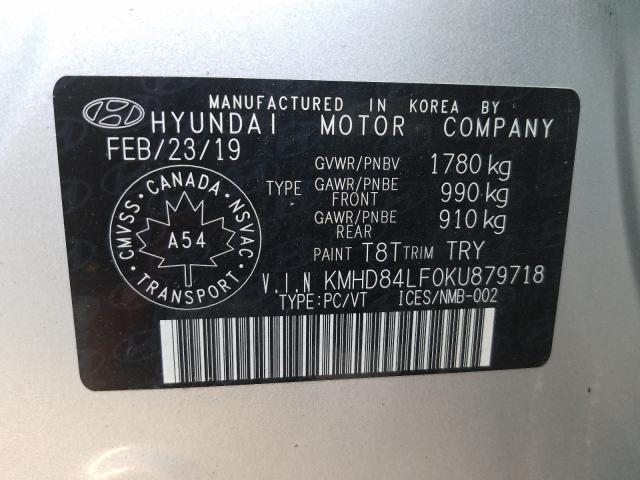 MANUFACTURED IN KOREA BY
HYUNDAI MOTOR COMPANY
FEB/23/19
GVWR/PNBV 1780 kg
TYPE GAWR/PNBE FRONT 990 kg
GAWR/PNBE REAR 910 kg
PAINT T8T TRIM TRY
V.I.N KMHD84LF0KU879718
TYPE:PC/VT ICES/NMB-002
CANADA
CMVSS
NSVAC
A54
TRANSPORT